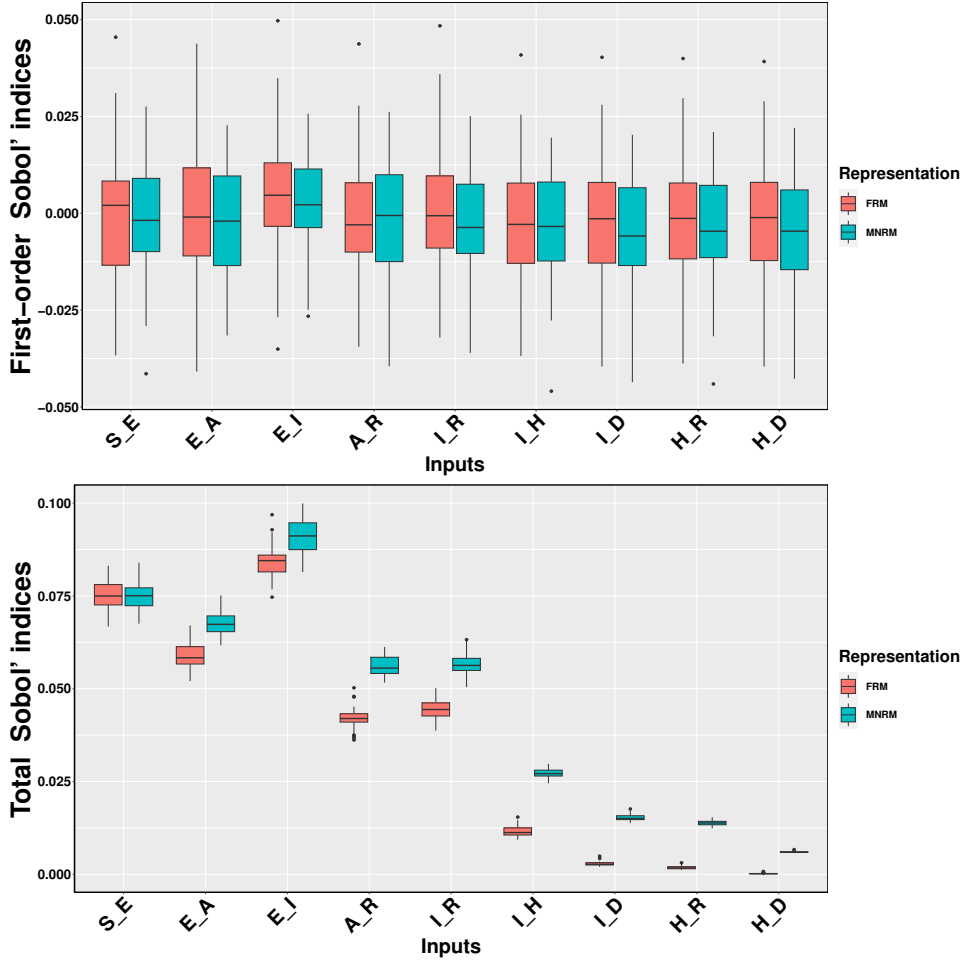 First−order Sobol' indices
0.050
0.025
0.000
−0.025
−0.050
S_E
E_A
E_I
A_R
I_R
I_H
I_D
H_R
H_D
Inputs
Representation
FRM
MNRM
Total Sobol' indices
0.100
0.075
0.050
0.025
0.000
S_E
E_A
E_I
A_R
I_R
I_H
I_D
H_R
H_D
Inputs
Representation
FRM
MNRM